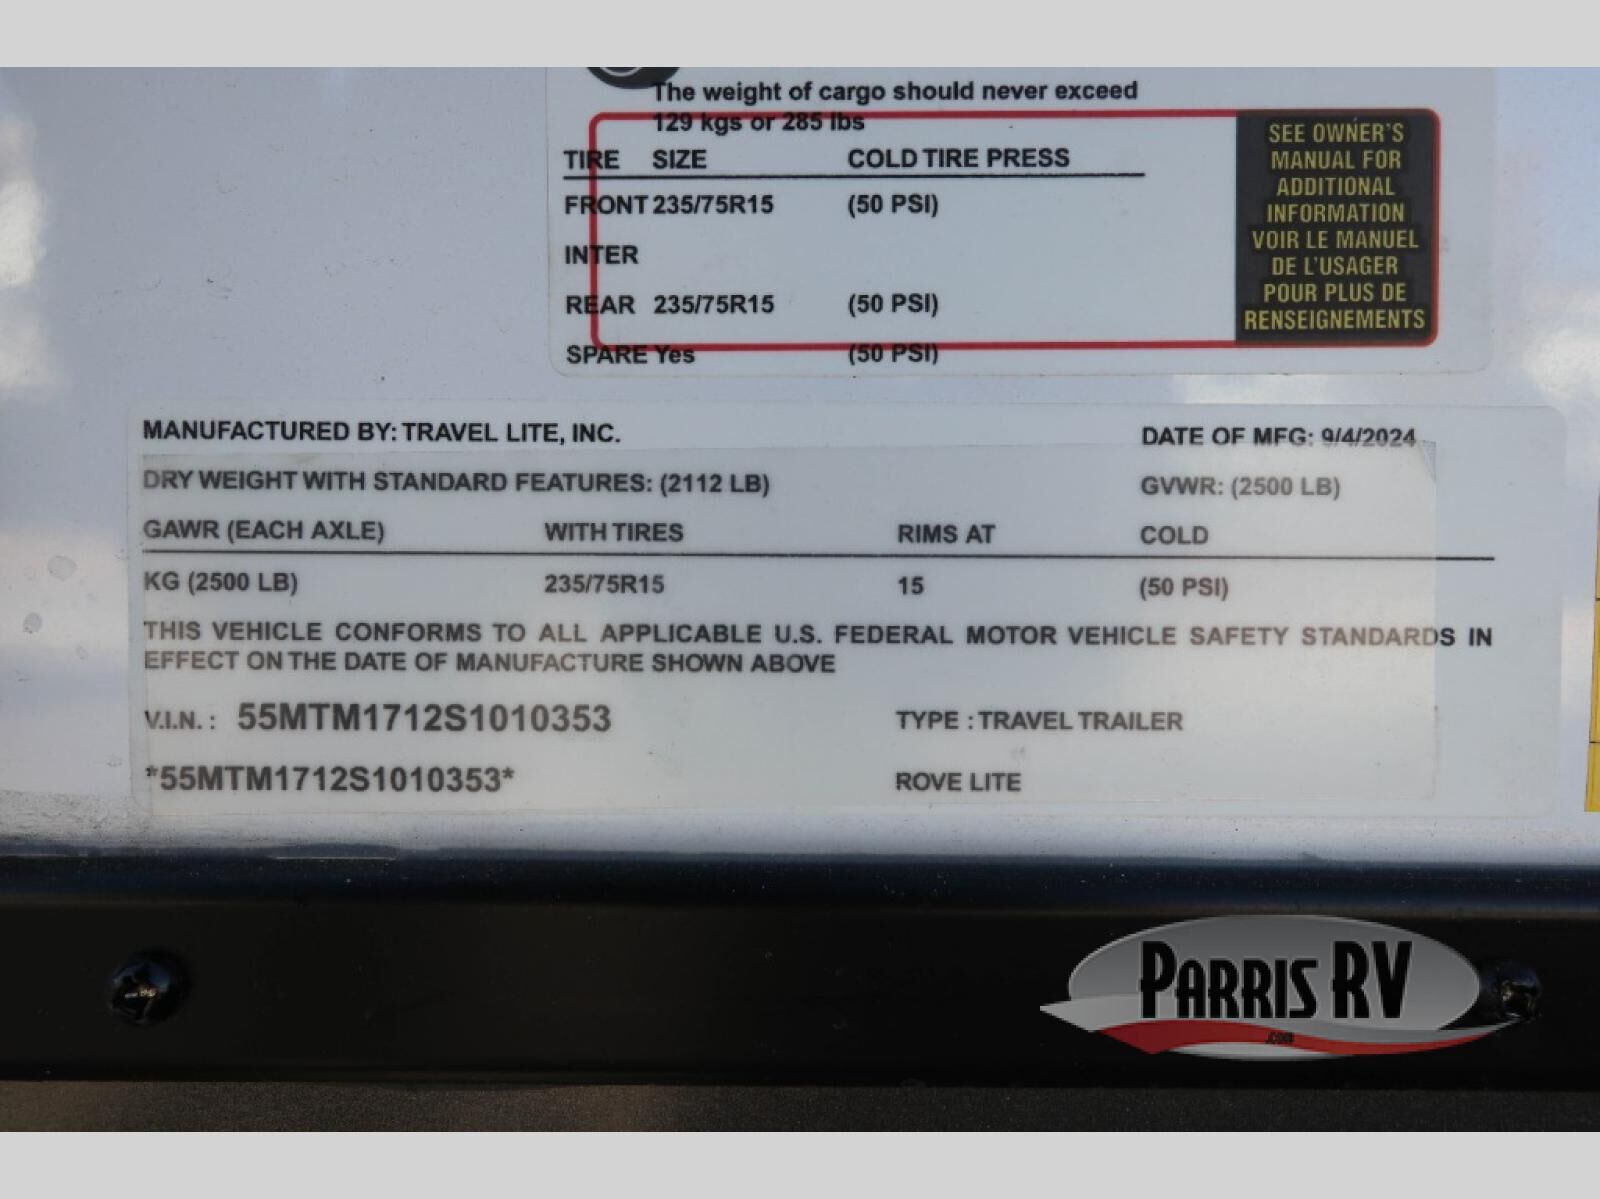 The weight of cargo should never exceed
129 kgs or 285 lbs
TIRE SIZE COLD TIRE PRESS
FRONT 235/75R15 (50 PSI)
INTER
REAR 235/75R15 (50 PSI)
SPARE Yes (50 PSI)
SEE OWNER'S
MANUAL FOR
ADDITIONAL
INFORMATION
VOIR LE MANUEL
DE L'USAGER
POUR PLUS DE
RENSEIGNEMENTS
MANUFACTURED BY: TRAVEL LITE, INC. DATE OF MFG: 9/4/2024
DRY WEIGHT WITH STANDARD FEATURES: (2112 LB) GVWR: (2500 LB)
GAWR (EACH AXLE) WITH TIRES RIMS AT COLD
KG (2500 LB) 235/75R15 15 (50 PSI)
THIS VEHICLE CONFORMS TO ALL APPLICABLE U.S. FEDERAL MOTOR VEHICLE SAFETY STANDARDS IN
EFFECT ON THE DATE OF MANUFACTURE SHOWN ABOVE
V.I.N. : 55MTM1712S1010353 TYPE : TRAVEL TRAILER
*55MTM1712S1010353* ROVE LITE
PARRIS RV
.COM